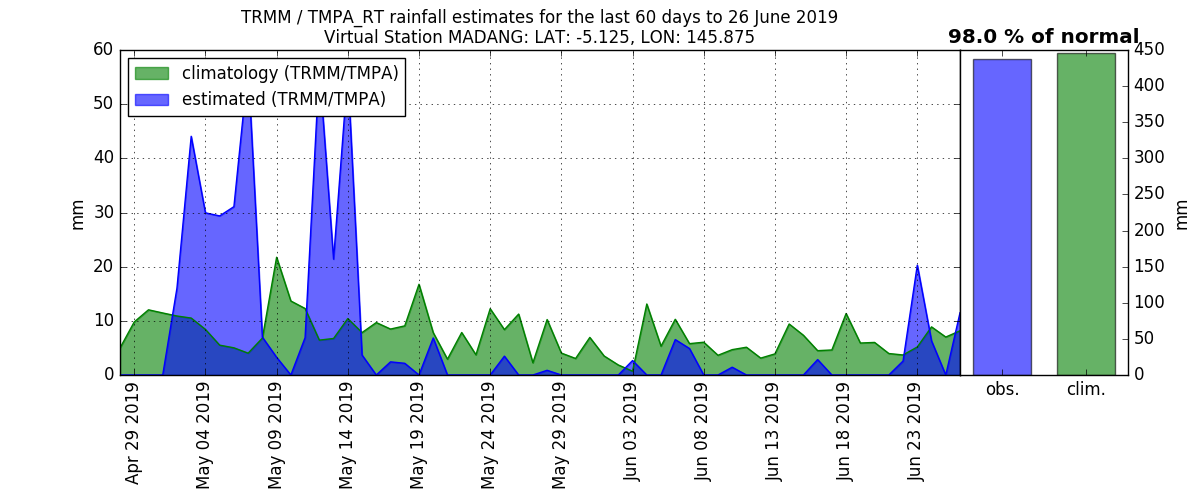 TRMM / TMPA_RT rainfall estimates for the last 60 days to 26 June 2019
Virtual Station MADANG: LAT: -5.125, LON: 145.875
98.0 % of normal
climatology (TRMM/TMPA)
estimated (TRMM/TMPA)
60
50
40
30
20
10
0
mm
450
400
350
300
250
200
150
100
50
0
mm
Apr 29 2019
May 04 2019
May 09 2019
May 14 2019
May 19 2019
May 24 2019
May 29 2019
Jun 03 2019
Jun 08 2019
Jun 13 2019
Jun 18 2019
Jun 23 2019
obs.
clim.